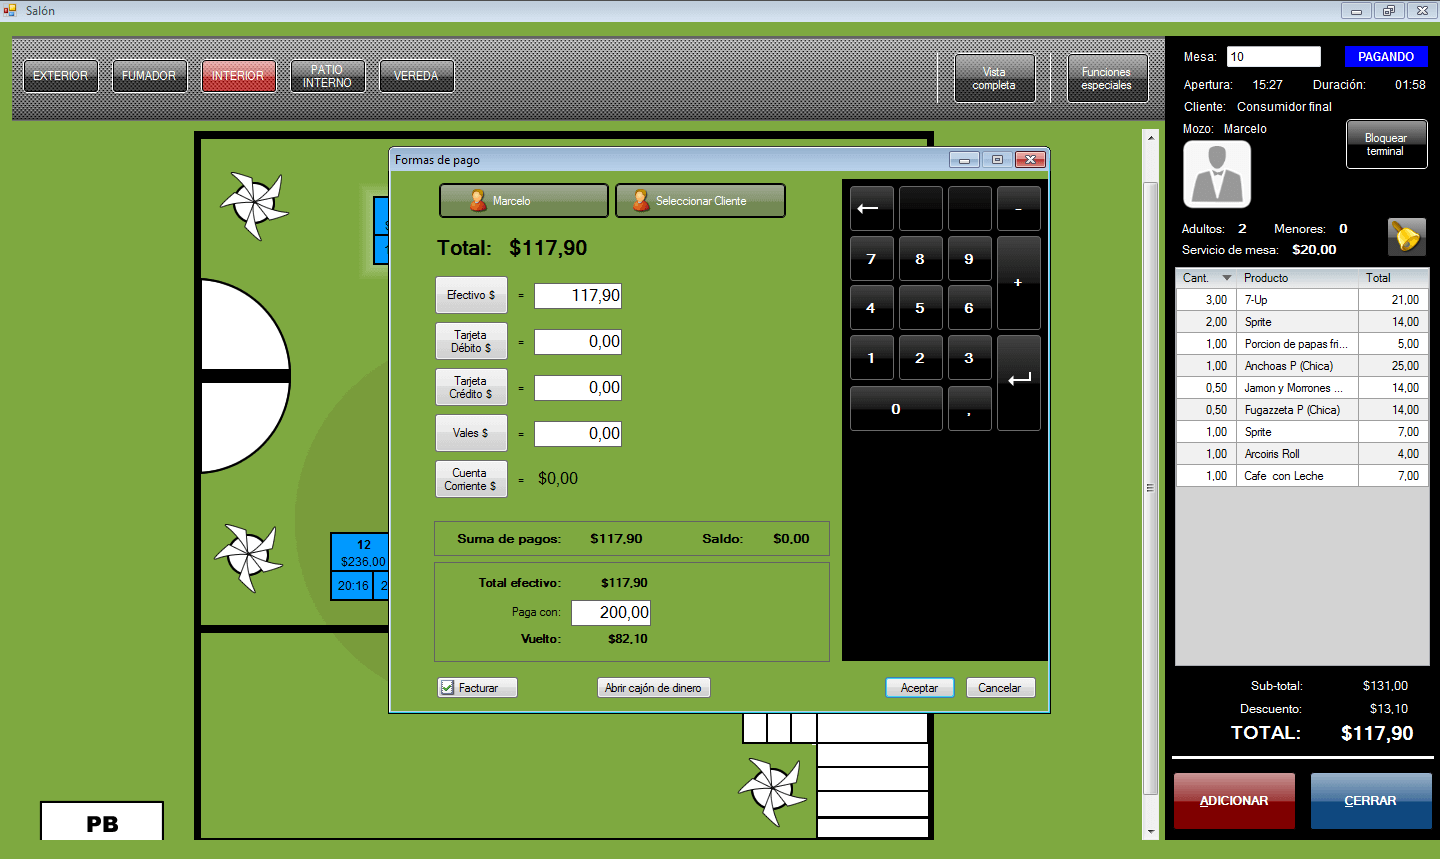 Salón
EXTERIOR
FUMADOR
INTERIOR
PATIO
INTERNO
VEREDA
Vista
completa
Funciones
especiales
12
$236,00
20:16
PB
Formas de pago
Marcelo
Seleccionar Cliente
Total: $117,90
Efectivo $ = 117,90
Tarjeta
Débito $ = 0,00
Tarjeta
Crédito $ = 0,00
Vales $ = 0,00
Cuenta
Corriente $ = $0,00
Suma de pagos: $117,90 Saldo: $0,00
Total efectivo: $117,90
Paga con: 200,00
Vuelto: $82,10
Facturar
Abrir cajón de dinero
Aceptar
Cancelar
-
7 8 9 +
4 5 6
1 2 3
0 .
Mesa: 10 PAGANDO
Apertura: 15:27 Duración: 01:58
Cliente: Consumidor final
Mozo: Marcelo
Bloquear
terminal
Adultos: 2 Menores: 0
Servicio de mesa: $20,00
Cant. Producto Total
3,00 7-Up 21,00
2,00 Sprite 14,00
1,00 Porcion de papas fri... 5,00
1,00 Anchoas P (Chica) 25,00
0,50 Jamon y Morrones ... 14,00
0,50 Fugazzeta P (Chica) 14,00
1,00 Sprite 7,00
1,00 Arcoiris Roll 4,00
1,00 Cafe con Leche 7,00
Sub-total: $131,00
Descuento: $13,10
TOTAL: $117,90
ADICIONAR
CERRAR